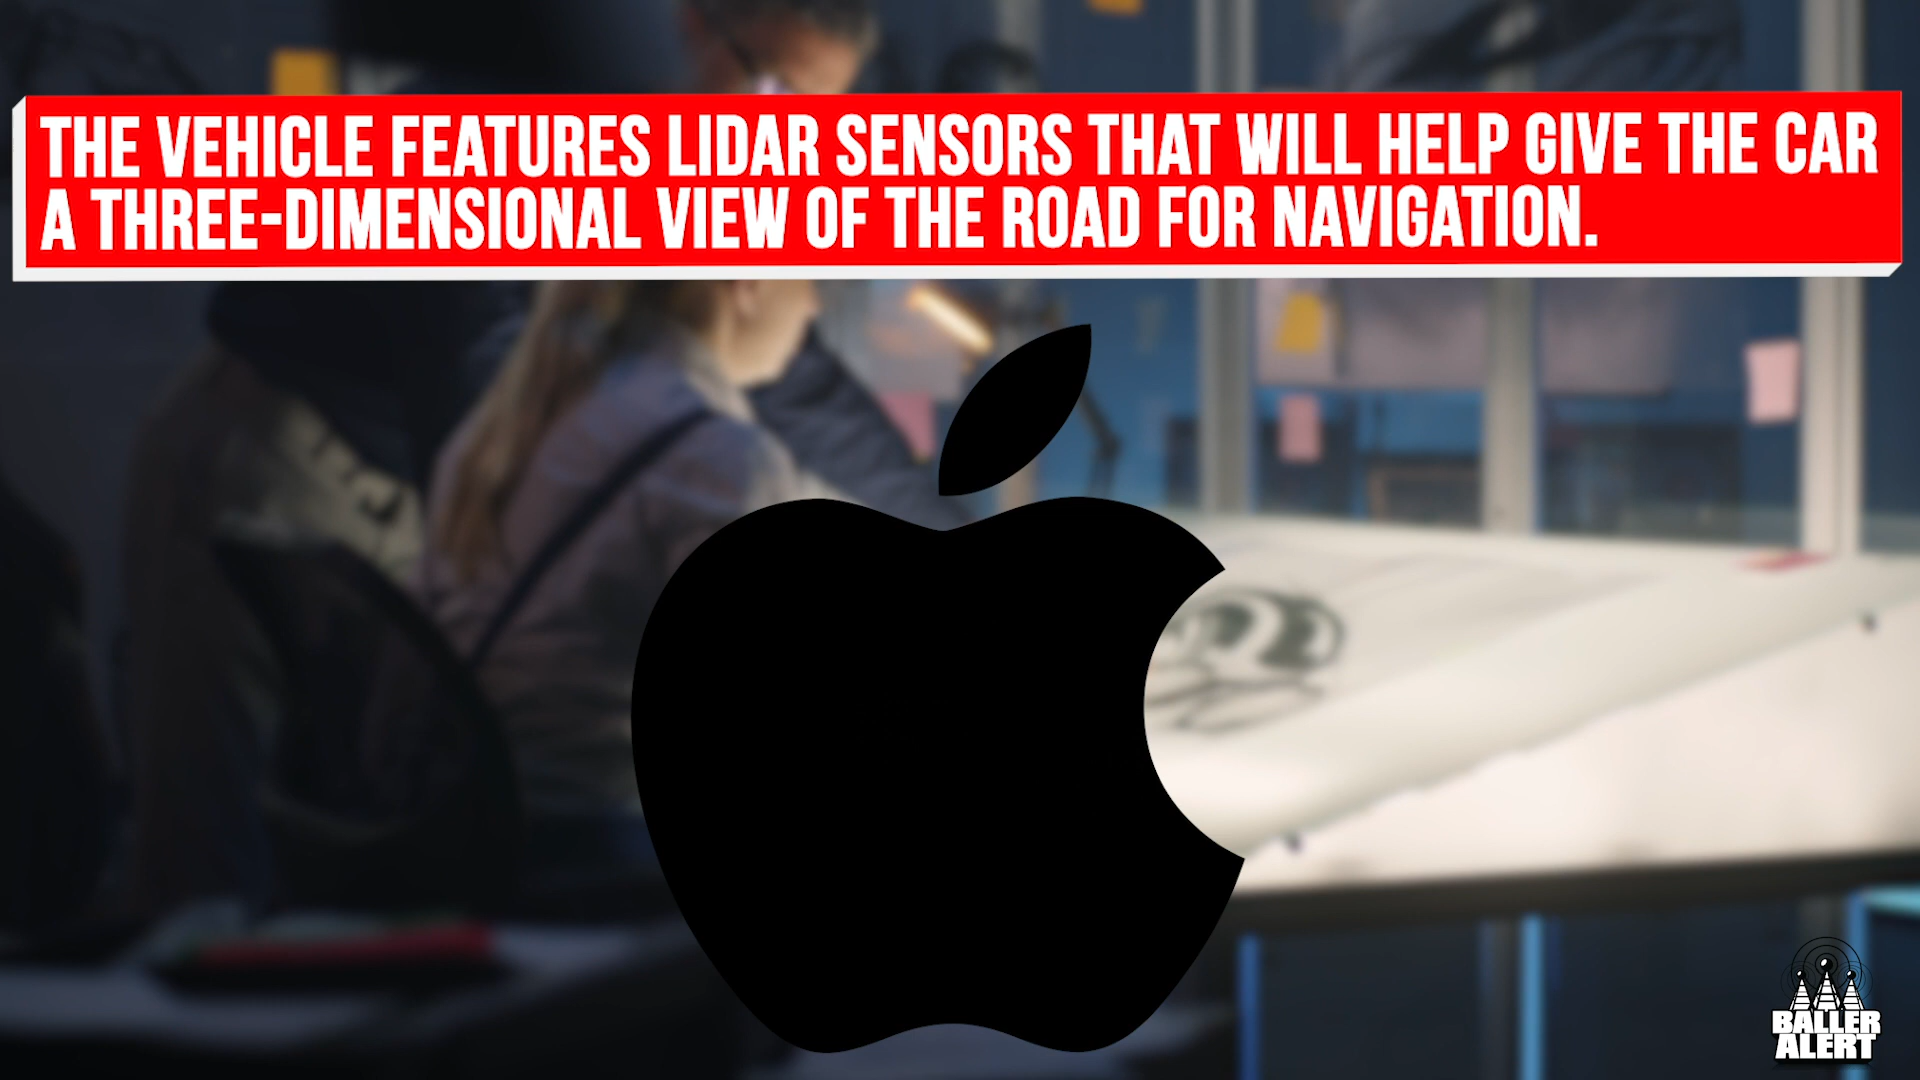 THE VEHICLE FEATURES LIDAR SENSORS THAT WILL HELP GIVE THE CAR
A THREE-DIMENSIONAL VIEW OF THE ROAD FOR NAVIGATION.
BALLER
ALERT